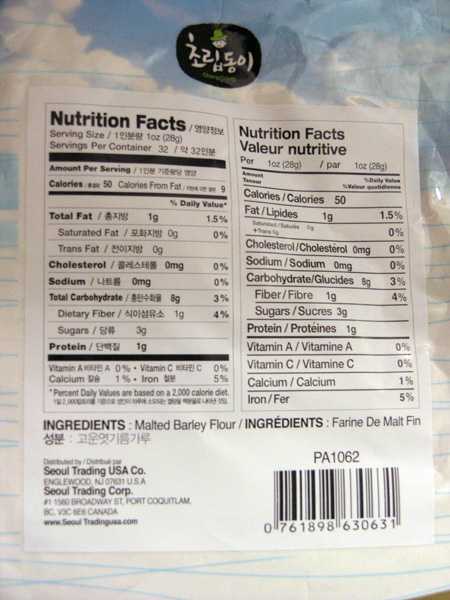 초립동이
ChoripDong
Nutrition Facts / 영양정보
Serving Size / 1인분량 1oz (28g)
Servings Per Container 32 / 약 32인분
Amount Per Serving / 1인분 기준량당 영양
Calories / 총열량 50 Calories From Fat / 지방에 의한 열량 9
% Daily Value*
Total Fat / 총지방 1g 1.5%
Saturated Fat / 포화지방 0g 0%
Trans Fat / 전이지방 0g
Cholesterol / 콜레스테롤 0mg 0%
Sodium / 나트륨 0mg 0%
Total Carbohydrate / 총탄수화물 8g 3%
Dietary Fiber / 식이섬유소 1g 4%
Sugars / 당류 3g
Protein / 단백질 1g
Vitamin A 비타민 A 0% • Vitamin C 비타민 C 0%
Calcium 칼슘 1% • Iron 철분 5%
* Percent Daily Values are based on a 2,000 calorie diet.
Nutrition Facts
Valeur nutritive
Per 1oz (28g) / par 1oz (28g)
Amount %Daily Value
Teneur %Valeur quotidienne
Calories/Calories 50
Fat/Lipides 1g 1.5%
Saturated/Saturés 0g 0%
+Trans 0g
Cholesterol/Cholestérol 0mg 0%
Sodium/Sodium 0mg 0%
Carbohydrate/Glucides 8g 3%
Fiber/Fibre 1g 4%
Sugars/Sucres 3g
Protein/Protéines 1g
Vitamin A/Vitamine A 0%
Vitamin C/Vitamine C 0%
Calcium/Calcium 1%
Iron/Fer 5%
INGREDIENTS : Malted Barley Flour / INGRÉDIENTS : Farine De Malt Fin
성분 : 고운엿기름가루
Distributed by / Distribué par
Seoul Trading USA Co.
ENGLEWOOD, NJ 07631 U.S.A
Seoul Trading Corp.
#1 1560 BROADWAY ST, PORT COQUITLAM,
BC, V3C 6E6 CANADA
www.Seoul Tradingusa.com
PA1062
0 761898 630631